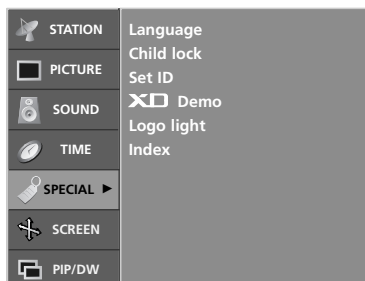 STATION
PICTURE
SOUND
TIME
SPECIAL ►
SCREEN
PIP/DW
Language
Child lock
Set ID
XD Demo
Logo light
Index